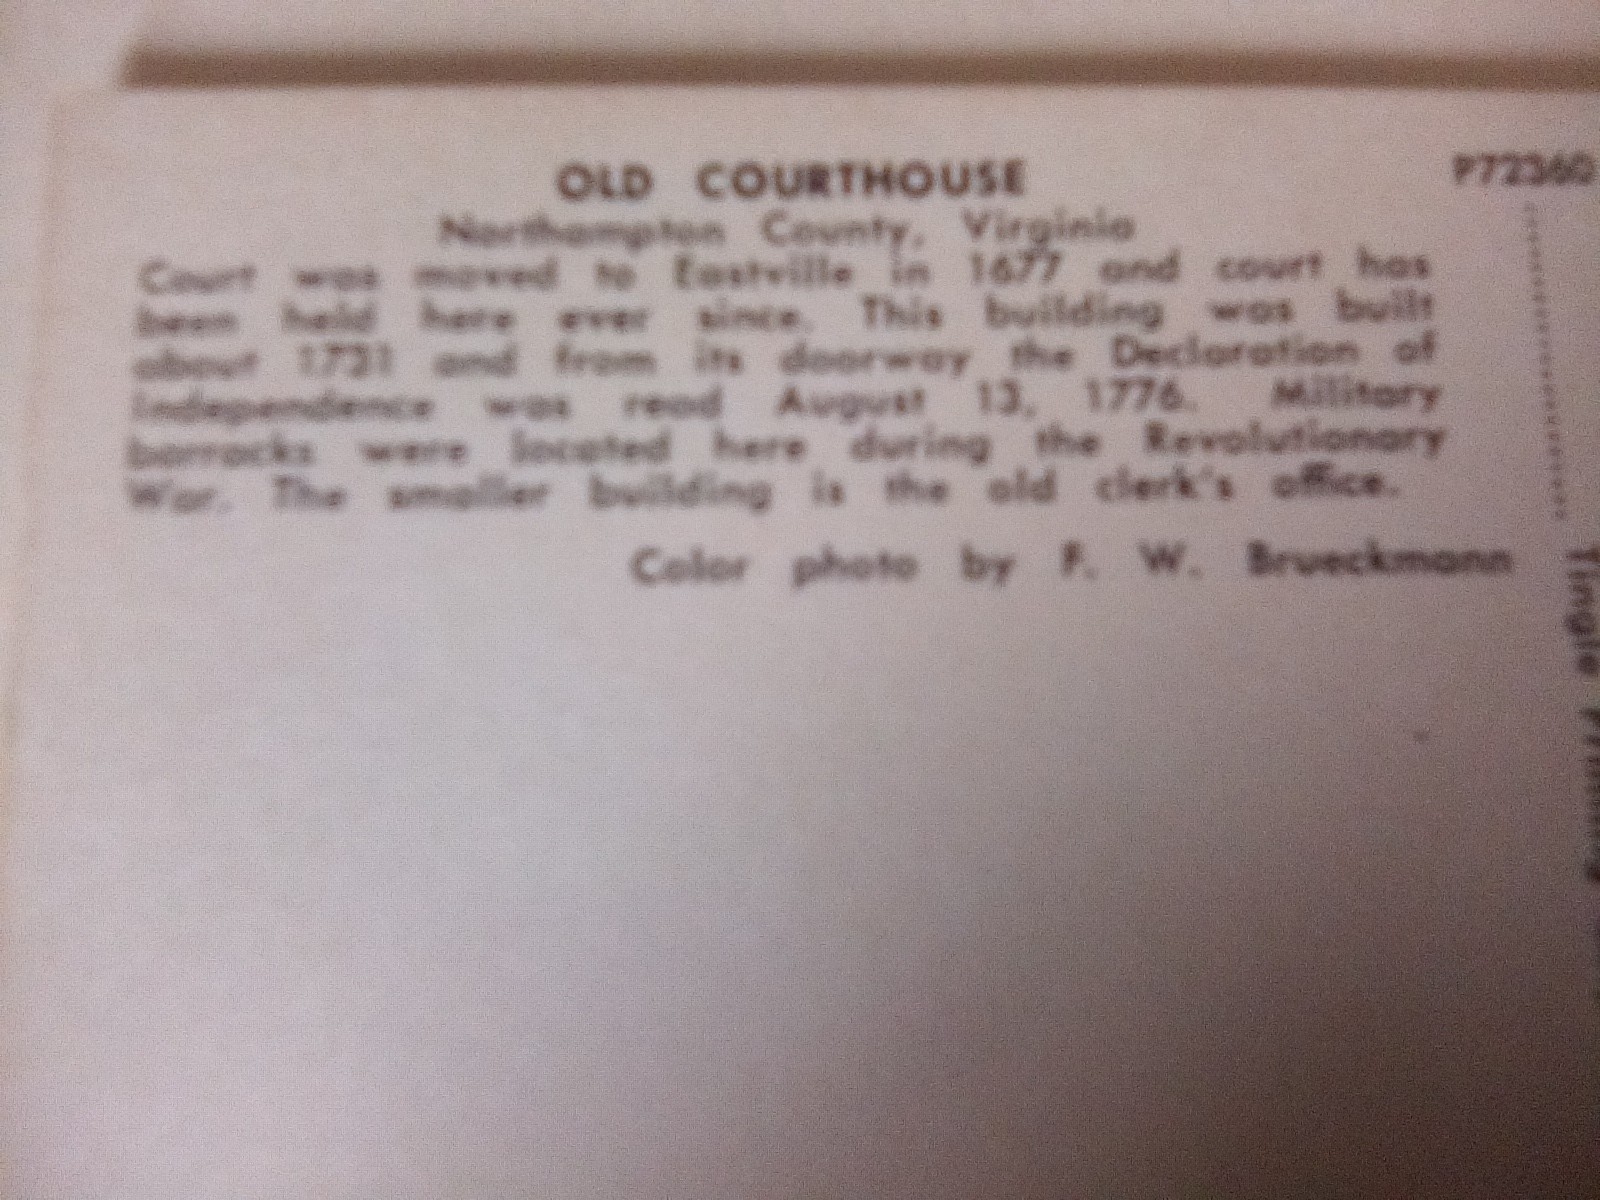 OLD COURTHOUSE
P72360
Northampton County, Virginia
Court was moved to Eastville in 1677 and court has
been held here ever since. This building was built
about 1731 and from its doorway the Declaration of
Independence was read August 13, 1776. Military
barracks were located here during the Revolutionary
War. The smaller building is the old clerk's office.
Color photo by F. W. Brueckmann
Tingle